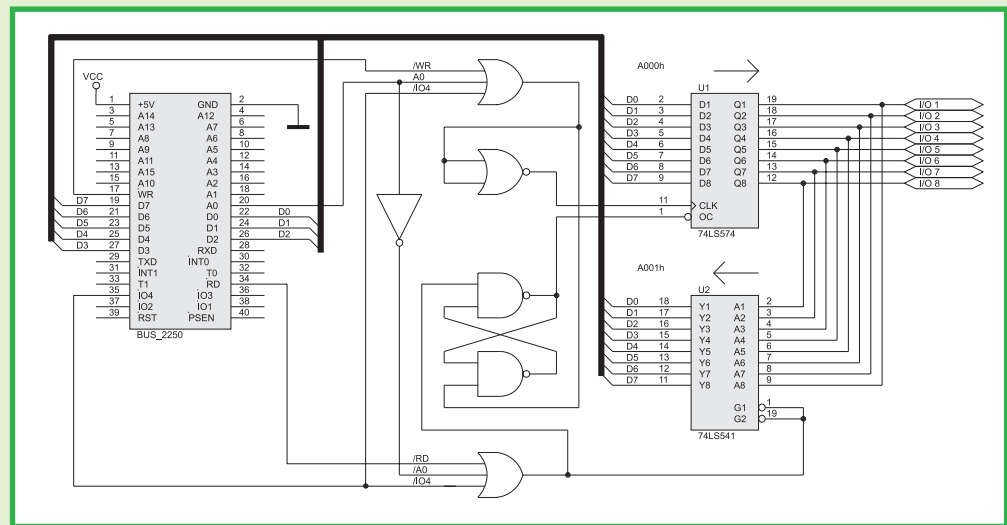 VCC
1 +5V GND 2
3 A14 A12 4
5 A13 A7 6
7 A8 A6 8
9 A9 A5 10
11 A11 A4 12
13 A15 A3 14
15 A10 A2 16
17 WR A1 18
D7 19 D7 A0 20
D6 21 D6 D0 22 D0
D5 23 D5 D1 24 D1
D4 25 D4 D2 26 D2
D3 27 D3 RXD 28
29 TXD INT0 30
31 INT1 T0 32
33 T1 RD 34
35 IO4 IO3 36
37 IO2 IO1 38
39 RST PSEN 40
BUS_2250
/WR
A0
/IO4
/RD
/A0
/IO4
A000h
U1
D0 2 D1 Q1 19 I/O 1
D1 3 D2 Q2 18 I/O 2
D2 4 D3 Q3 17 I/O 3
D3 5 D4 Q4 16 I/O 4
D4 6 D5 Q5 15 I/O 5
D5 7 D6 Q6 14 I/O 6
D6 8 D7 Q7 13 I/O 7
D7 9 D8 Q8 12 I/O 8
11 CLK
1 OC
74LS574
A001h
U2
D0 18 Y1 A1 2
D1 17 Y2 A2 3
D2 16 Y3 A3 4
D3 15 Y4 A4 5
D4 14 Y5 A5 6
D5 13 Y6 A6 7
D6 12 Y7 A7 8
D7 11 Y8 A8 9
G1 1
G2 19
74LS541